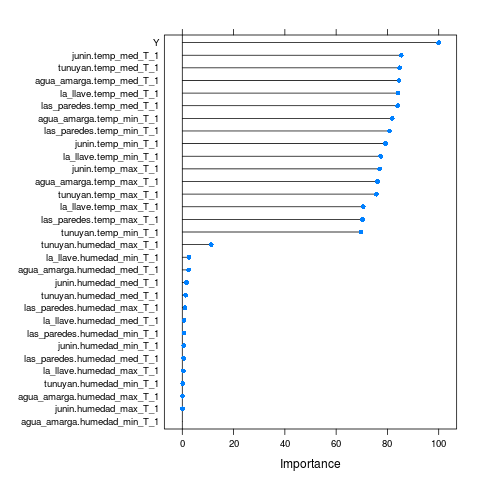 Y
junin.temp_med_T_1
tunuyan.temp_med_T_1
agua_amarga.temp_med_T_1
la_llave.temp_med_T_1
las_paredes.temp_med_T_1
agua_amarga.temp_min_T_1
las_paredes.temp_min_T_1
junin.temp_min_T_1
la_llave.temp_min_T_1
junin.temp_max_T_1
agua_amarga.temp_max_T_1
tunuyan.temp_max_T_1
la_llave.temp_max_T_1
las_paredes.temp_max_T_1
tunuyan.temp_min_T_1
tunuyan.humedad_max_T_1
la_llave.humedad_min_T_1
agua_amarga.humedad_med_T_1
junin.humedad_med_T_1
tunuyan.humedad_med_T_1
las_paredes.humedad_max_T_1
la_llave.humedad_med_T_1
las_paredes.humedad_min_T_1
junin.humedad_min_T_1
las_paredes.humedad_med_T_1
la_llave.humedad_max_T_1
tunuyan.humedad_min_T_1
agua_amarga.humedad_max_T_1
junin.humedad_max_T_1
agua_amarga.humedad_min_T_1
0 20 40 60 80 100
Importance